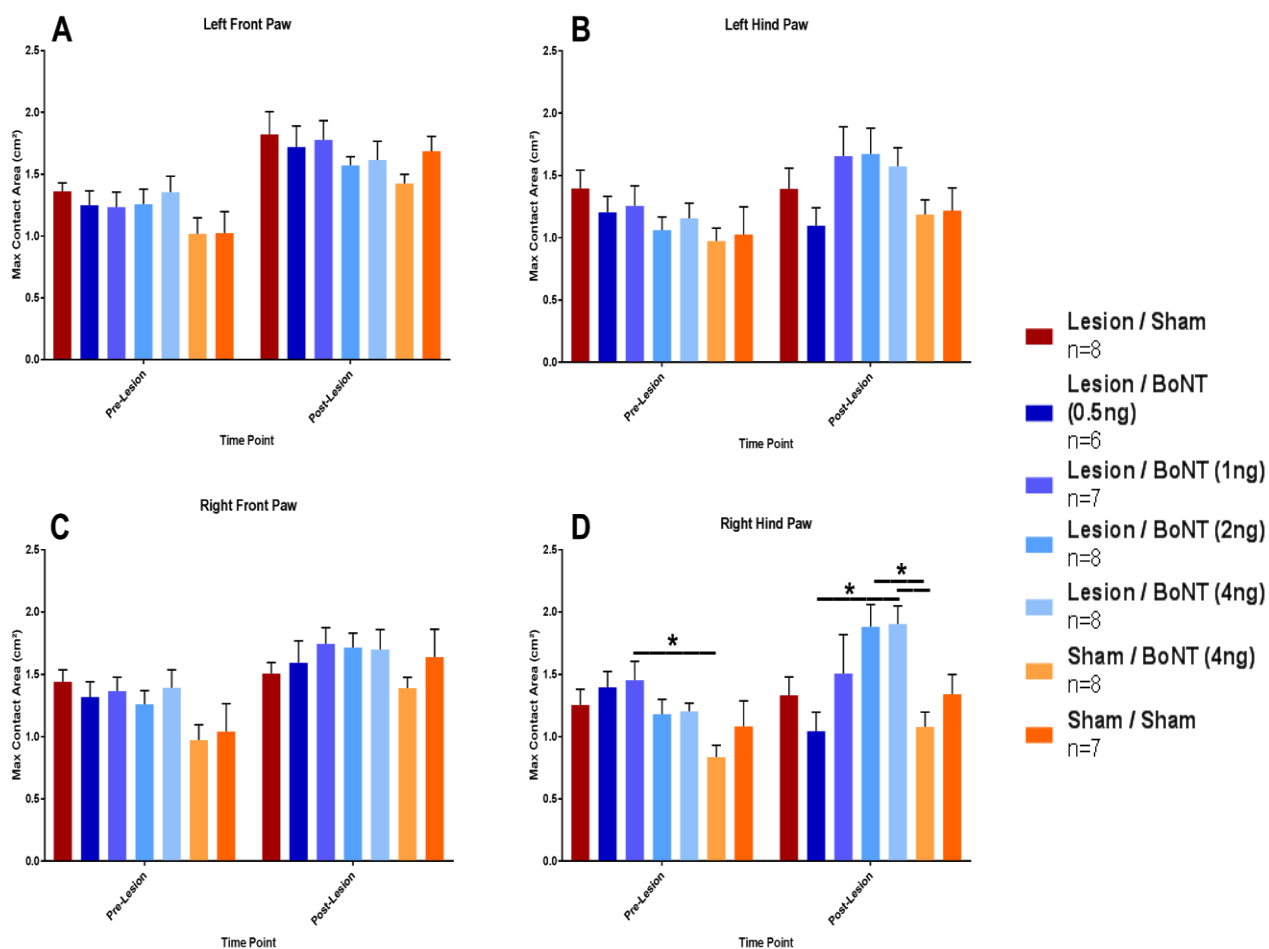 A
Left Front Paw
Max Contact Area (cm²)
2.5
2.0
1.5
1.0
0.5
0.0
Pre-Lesion
Post-Lesion
Time Point
B
Left Hind Paw
Max Contact Area (cm²)
2.5
2.0
1.5
1.0
0.5
0.0
Pre-Lesion
Post-Lesion
Time Point
C
Right Front Paw
Max Contact Area (cm²)
2.5
2.0
1.5
1.0
0.5
0.0
Pre-Lesion
Post-Lesion
Time Point
D
Right Hind Paw
Max Contact Area (cm²)
2.5
2.0
1.5
1.0
0.5
0.0
*
*
*
Pre-Lesion
Post-Lesion
Time Point
Lesion / Sham
n=8
Lesion / BoNT
(0.5ng)
n=6
Lesion / BoNT (1ng)
n=7
Lesion / BoNT (2ng)
n=8
Lesion / BoNT (4ng)
n=8
Sham / BoNT (4ng)
n=8
Sham / Sham
n=7